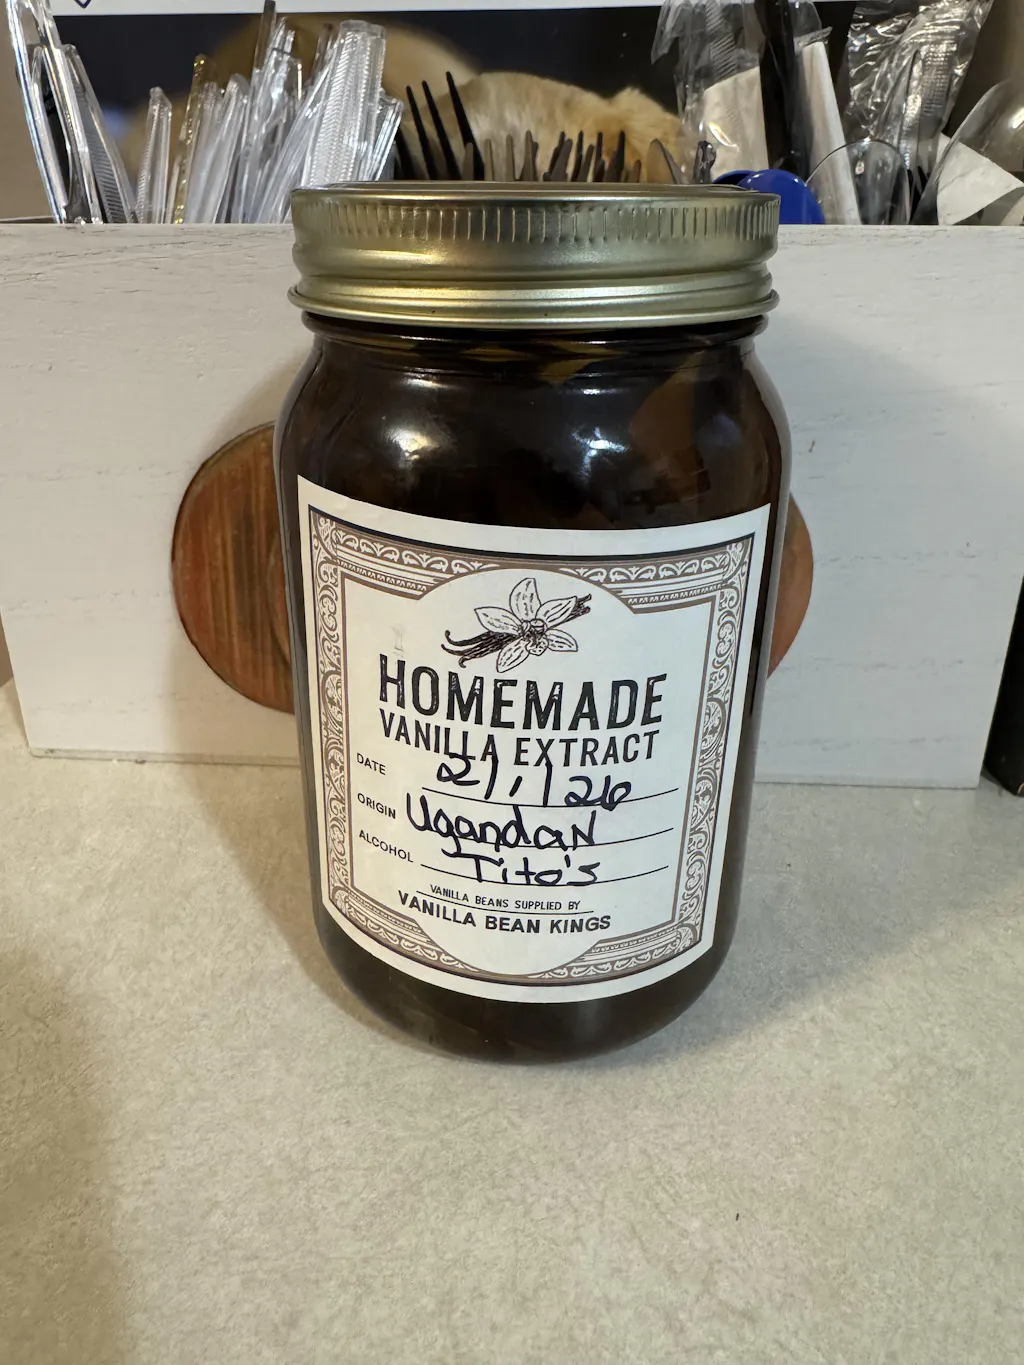 HOMEMADE
VANILLA EXTRACT
DATE 2/1/26
ORIGIN Ugandan
ALCOHOL Tito's
VANILLA BEANS SUPPLIED BY
VANILLA BEAN KINGS